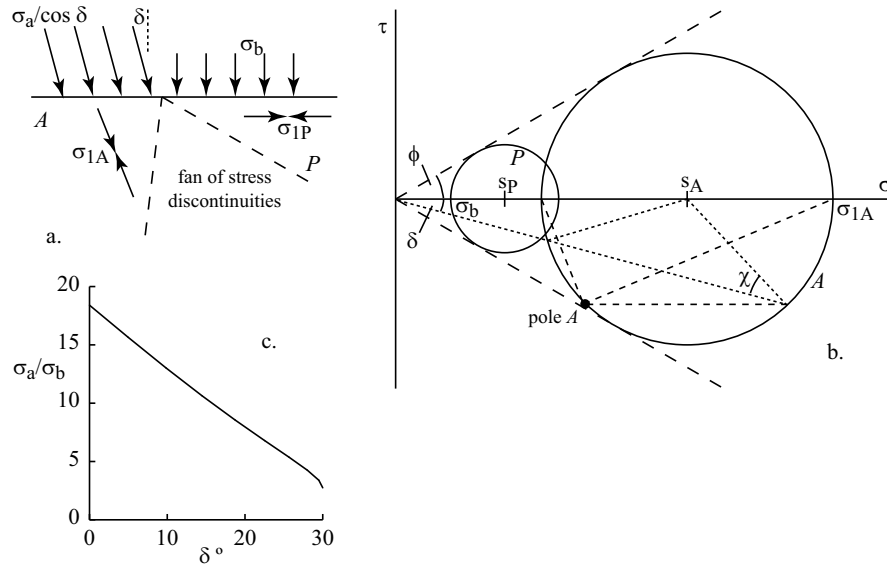 σa/cos δ
δ
σb
A
σ1A
σ1P
P
fan of stress
discontinuities
a.
τ
ϕ
δ
P
sP
σb
sA
σ
σ1A
χ
A
pole A
b.
20
15
10
5
0
σa/σb
c.
0
10
20
30
δ º